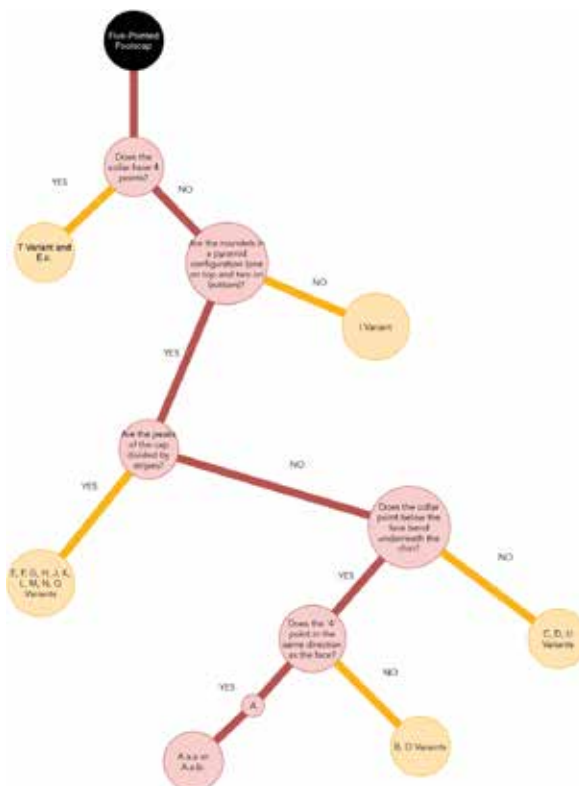 Five-Pointed
Foolscap
Does the
collar have 4
points?
YES
NO
T Variant and
E.v.
Are the roundels in
a pyramid
configuration (one
on top and two on
bottom)?
NO
I Variant
YES
Are the peaks
of the cap
divided by
stripes?
NO
YES
Does the collar
point below the
face bend
underneath the
chin?
NO
YES
E, F, G, H, J, K,
L, M, N, Q
Variants
Does the '4'
point in the
same direction
as the face?
C, D, U
Variants
YES
NO
A
B, O Variants
A.a.a or
A.a.b.